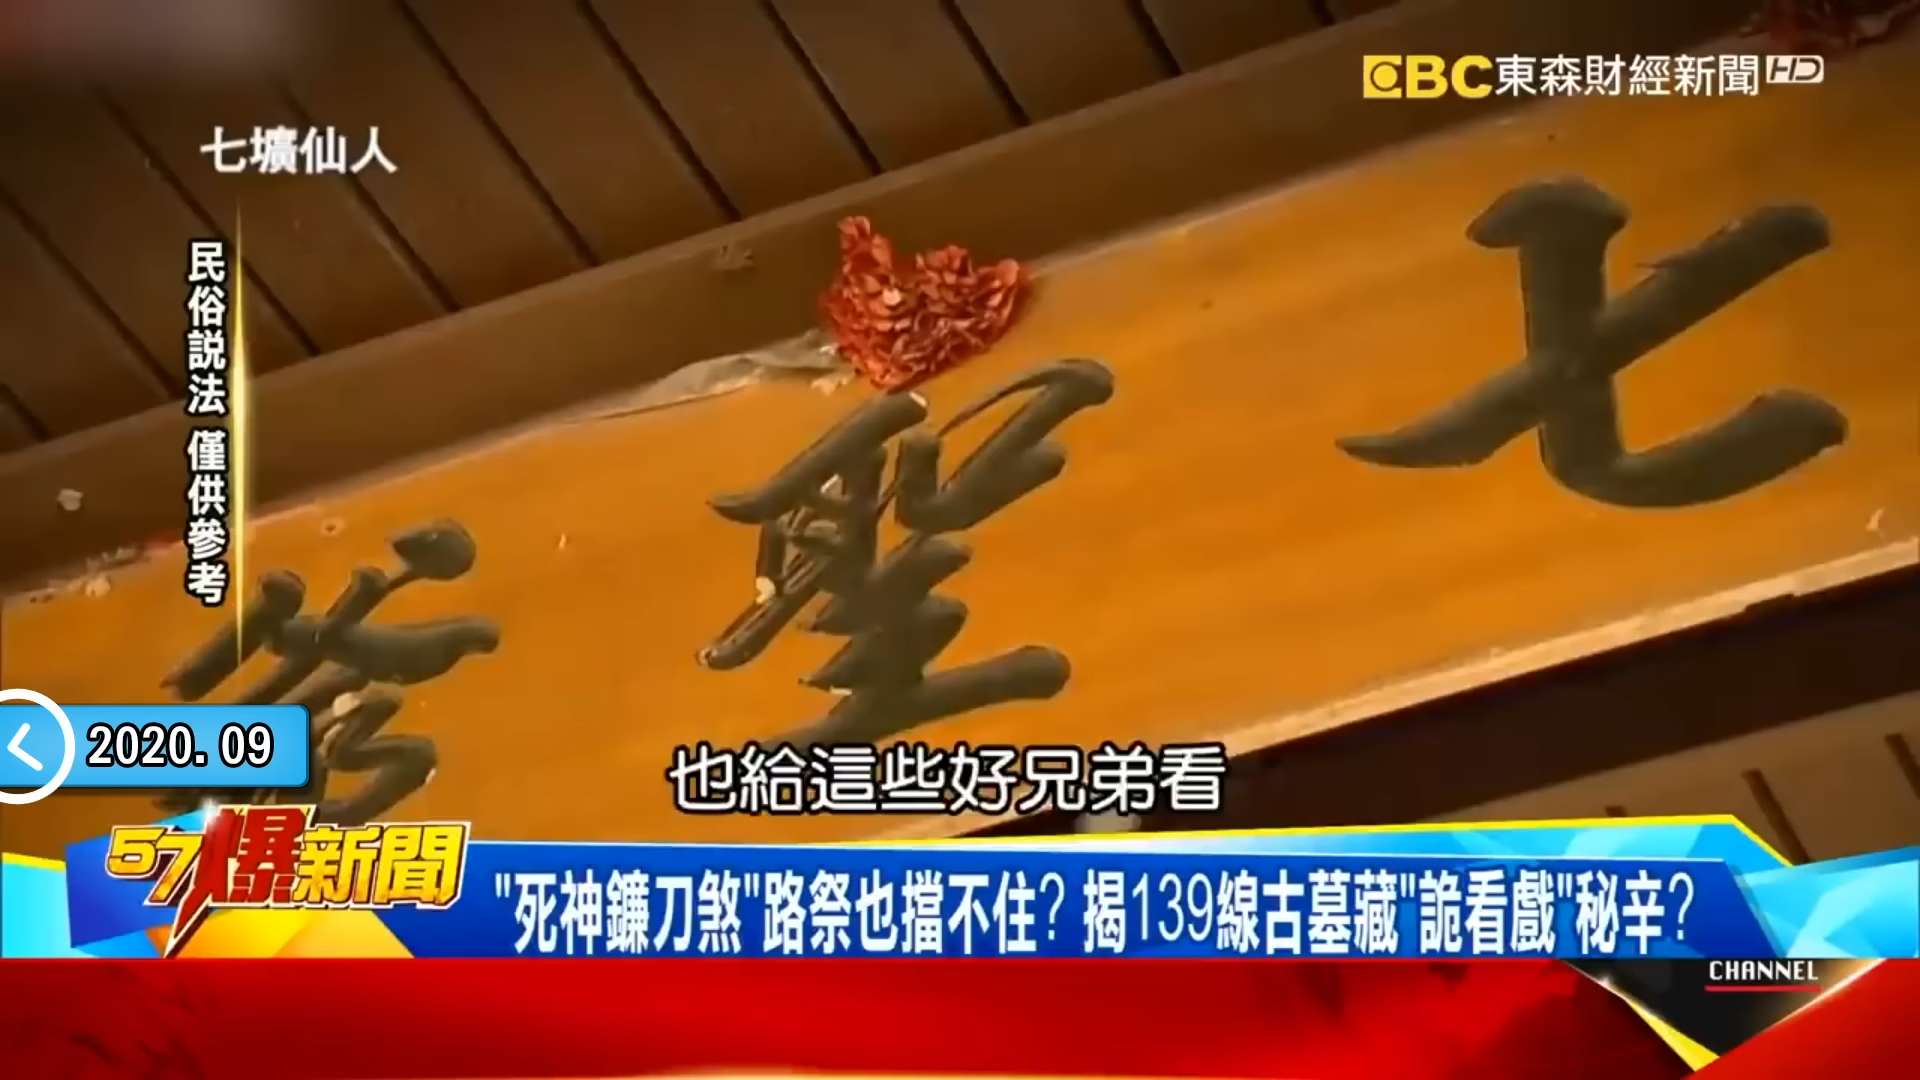 EBC東森財經新聞HD
七壙仙人
民俗説法 僅供參考
七聖
2020.09
也給這些好兄弟看
57爆新聞
"死神鐮刀煞"路祭也擋不住? 揭139線古墓藏"詭看戲"秘辛?
CHANNEL